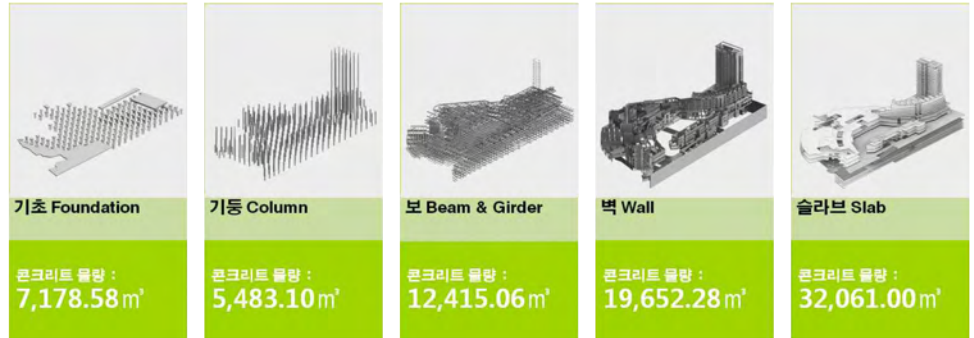 기초 Foundation
콘크리트 물량 :
7,178.58㎥
기둥 Column
콘크리트 물량 :
5,483.10㎥
보 Beam & Girder
콘크리트 물량 :
12,415.06㎥
벽 Wall
콘크리트 물량 :
19,652.28㎥
슬라브 Slab
콘크리트 물량 :
32,061.00㎥